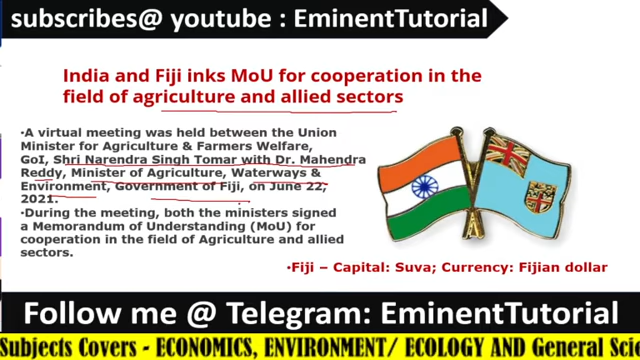 subscribes@ youtube : EminentTutorial
India and Fiji inks MoU for cooperation in the
field of agriculture and allied sectors
•A virtual meeting was held between the Union
Minister for Agriculture & Farmers Welfare,
GoI, Shri Narendra Singh Tomar with Dr. Mahendra
Reddy, Minister of Agriculture, Waterways &
Environment, Government of Fiji, on June 22,
2021.
•During the meeting, both the ministers signed
a Memorandum of Understanding (MoU) for
cooperation in the field of Agriculture and allied
sectors.
•Fiji – Capital: Suva; Currency: Fijian dollar
Follow me @ Telegram: EminentTutorial
Subjects Covers - ECONOMICS, ENVIRONMENT/ ECOLOGY AND General Sci